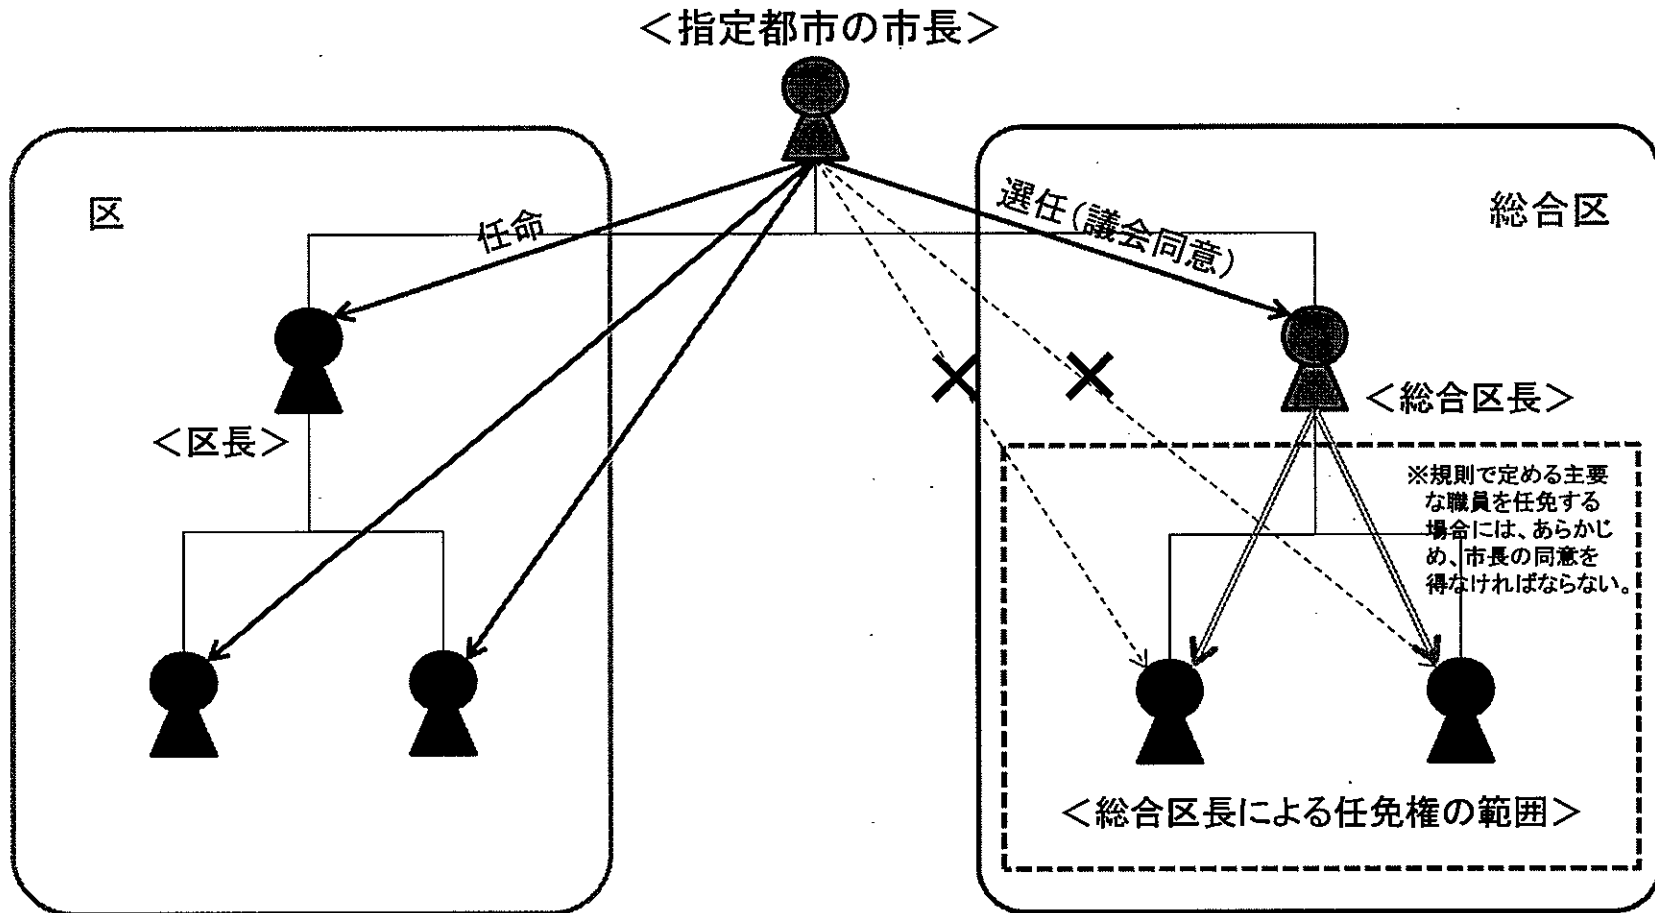 ＜指定都市の市長＞
区
総合区
任命
選任（議会同意）
＜区長＞
＜総合区長＞
※規則で定める主要
な職員を任免する
場合には、あらかじ
め、市長の同意を
得なければならない。
＜総合区長による任免権の範囲＞